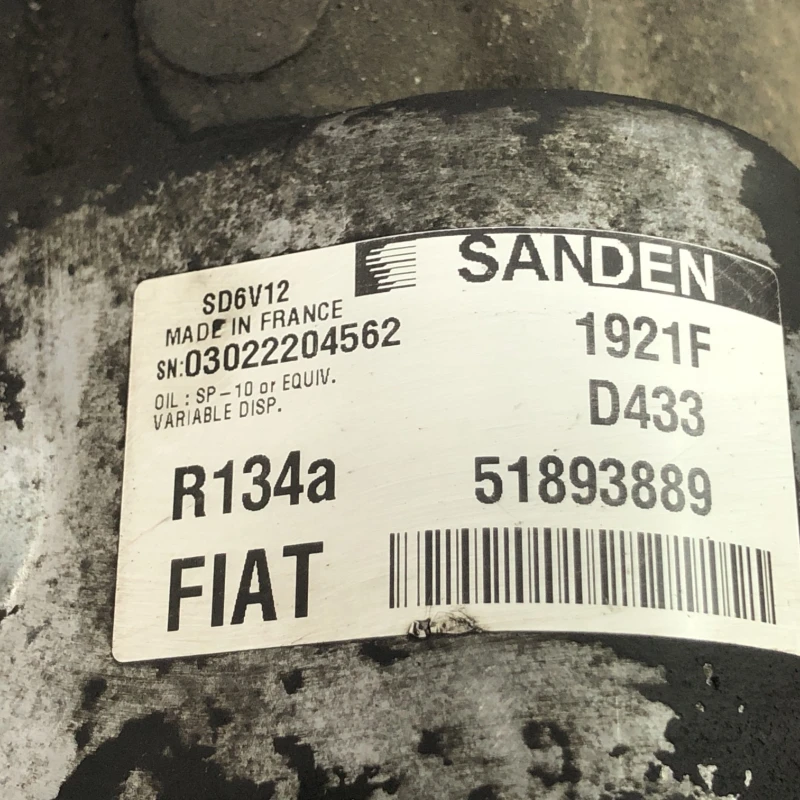 SANDEN
SD6V12
MADE IN FRANCE
SN:03022204562
OIL : SP-10 or EQUIV.
VARIABLE DISP.
1921F
D433
R134a
51893889
FIAT